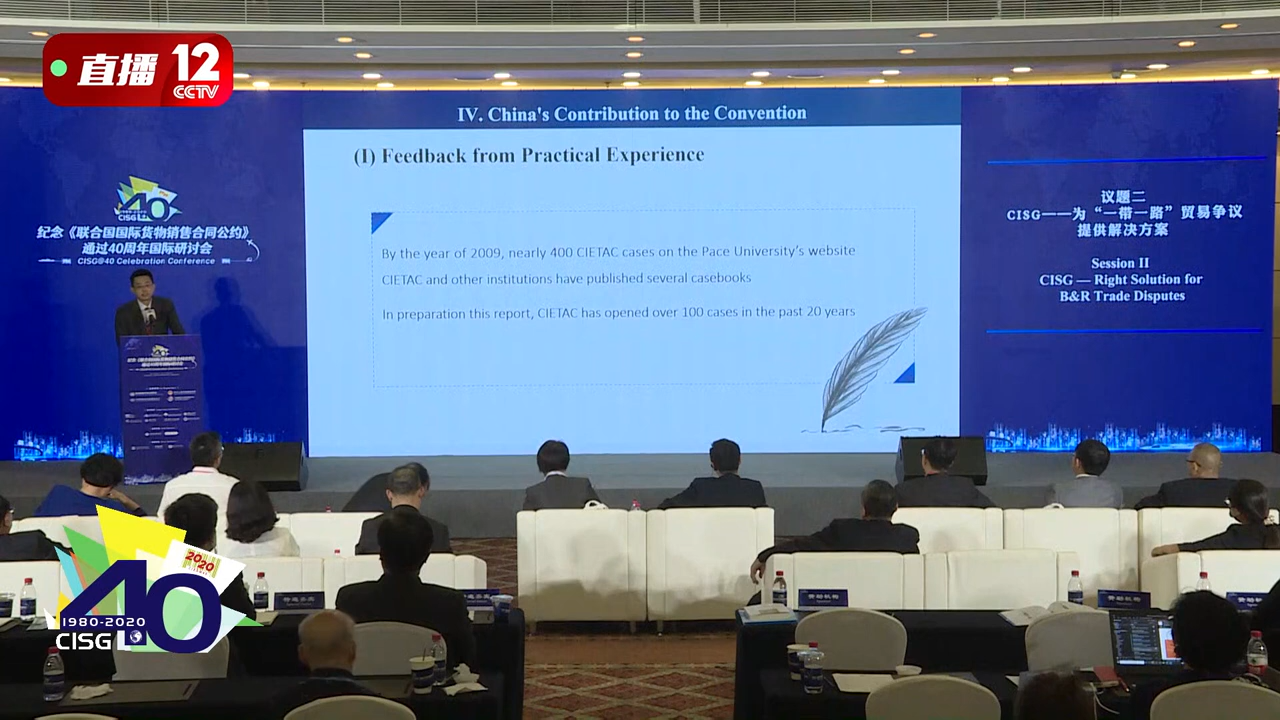 直播 12
CCTV
IV. China's Contribution to the Convention
(I) Feedback from Practical Experience
By the year of 2009, nearly 400 CIETAC cases on the Pace University's website
CIETAC and other institutions have published several casebooks
In preparation this report, CIETAC has opened over 100 cases in the past 20 years
40
CISG
纪念《联合国国际货物销售合同公约》
通过40周年国际研讨会
CISG@40 Celebration Conference
议题二
CISG——为“一带一路”贸易争议
提供解决方案
Session II
CISG — Right Solution for
B&R Trade Disputes
2020
40
1980-2020
CISG